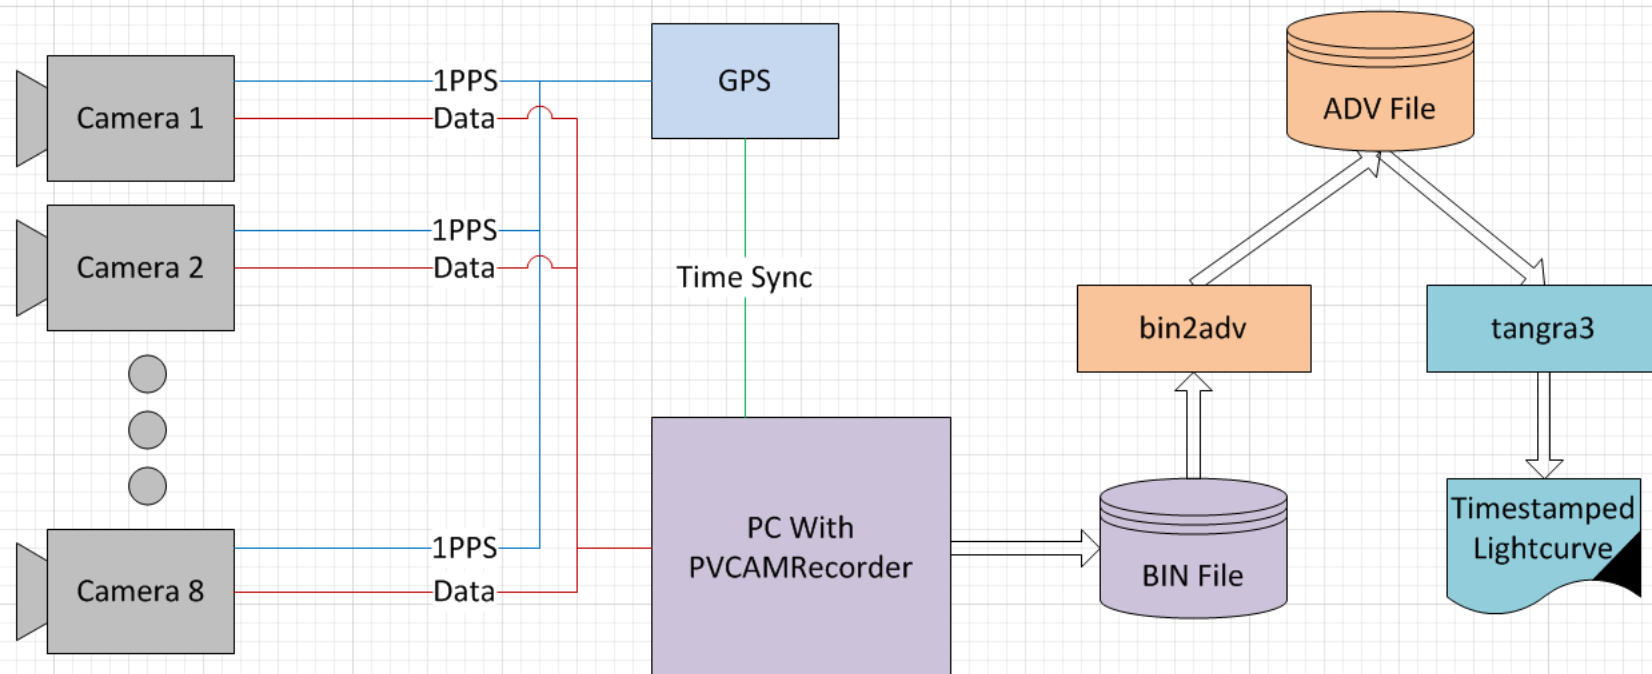 Camera 1
1PPS
Data
GPS
ADV File
Camera 2
1PPS
Data
Time Sync
bin2adv
tangra3
Camera 8
1PPS
Data
PC With
PVCAMRecorder
BIN File
Timestamped
Lightcurve